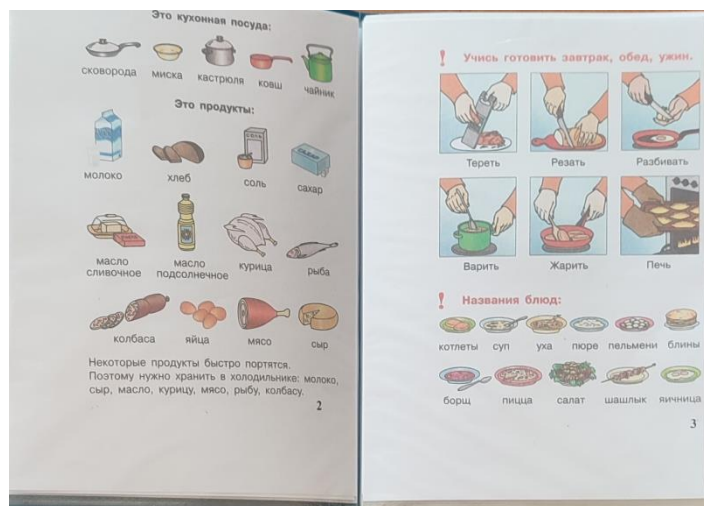 Это кухонная посуда:
сковорода миска кастрюля ковш чайник
Это продукты:
молоко хлеб соль сахар
масло сливочное масло подсолнечное курица рыба
колбаса яйца мясо сыр
Некоторые продукты быстро портятся.
Поэтому нужно хранить в холодильнике: молоко,
сыр, масло, курицу, мясо, рыбу, колбасу.
2
! Учись готовить завтрак, обед, ужин.
Тереть Резать Разбивать
Варить Жарить Печь
! Названия блюд:
котлеты суп уха пюре пельмени блины
борщ пицца салат шашлык яичница
3